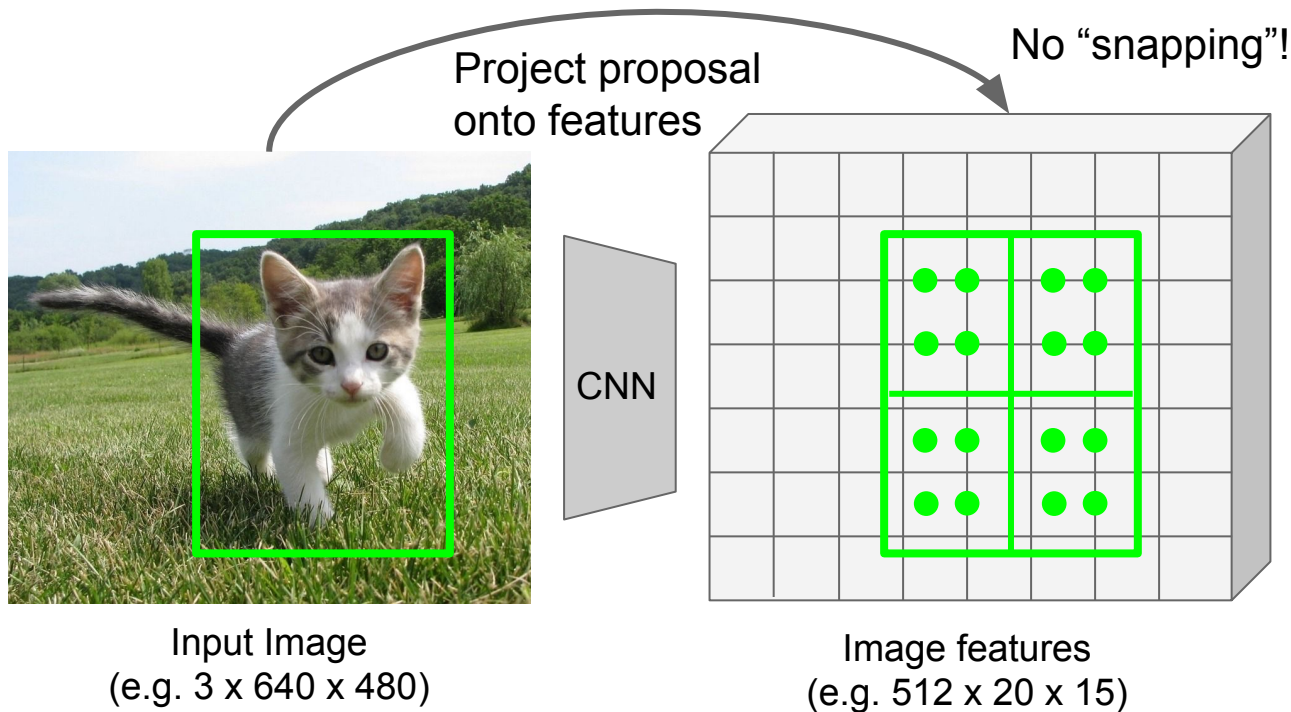 No “snapping”!
Project proposal
onto features
CNN
Input Image
(e.g. 3 x 640 x 480)
Image features
(e.g. 512 x 20 x 15)